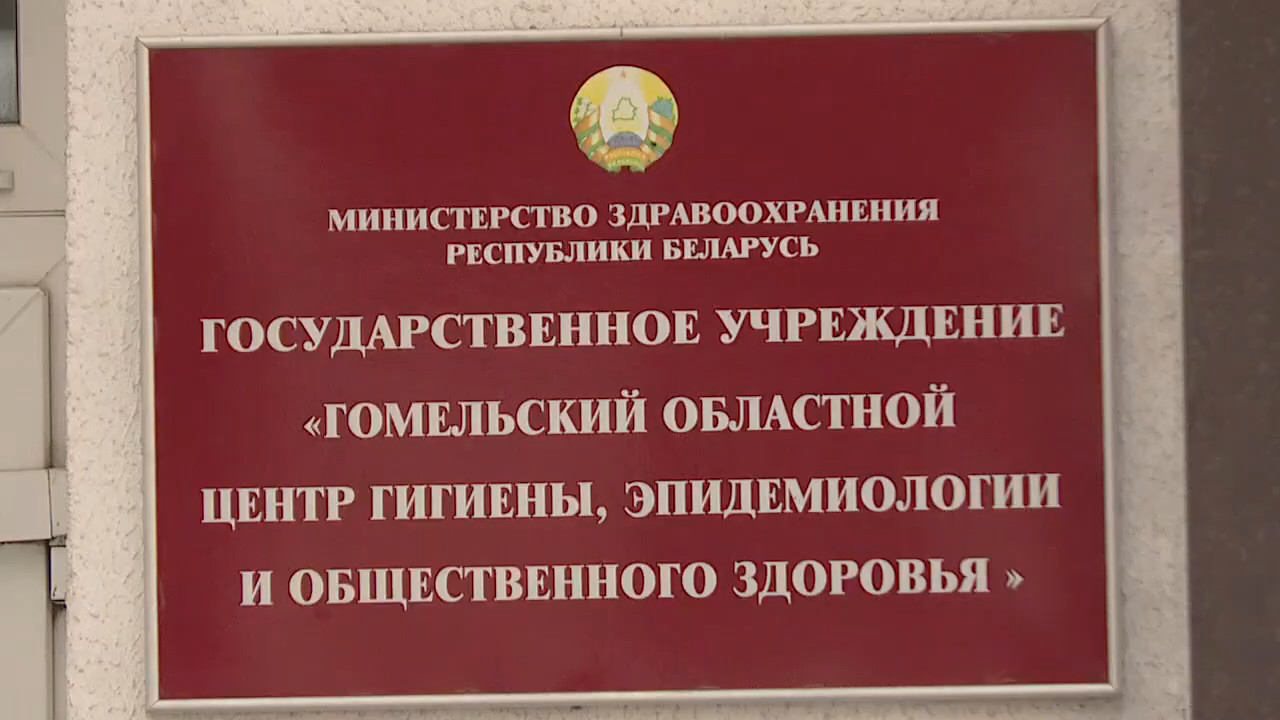 МИНИСТЕРСТВО ЗДРАВООХРАНЕНИЯ
РЕСПУБЛИКИ БЕЛАРУСЬ
ГОСУДАРСТВЕННОЕ УЧРЕЖДЕНИЕ
«ГОМЕЛЬСКИЙ ОБЛАСТНОЙ
ЦЕНТР ГИГИЕНЫ, ЭПИДЕМИОЛОГИИ
И ОБЩЕСТВЕННОГО ЗДОРОВЬЯ »